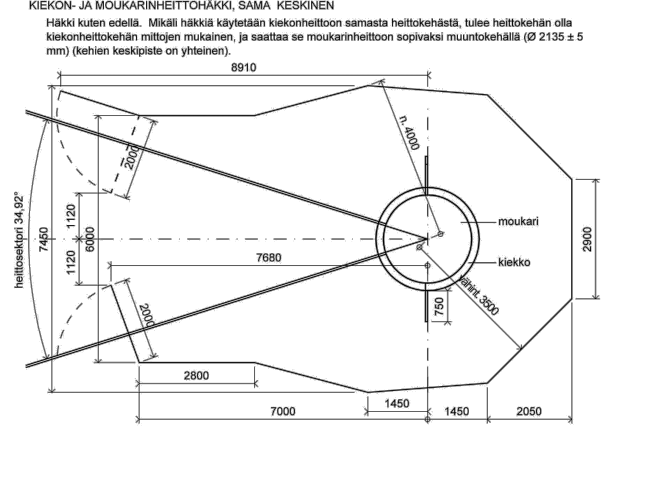 KIEKON- JA MOUKARINHEITTOHÄKKI, SAMA KESKINEN
Häkki kuten edellä. Mikäli häkkiä käytetään kiekonheittoon samasta heittokehästä, tulee heittokehän olla
kiekonheittokehän mittojen mukainen, ja saattaa se moukarinheittoon sopivaksi muuntokehällä (Ø 2135 ± 5
mm) (kehien keskipiste on yhteinen).
8910
n. 4000
2000
heittosektori 34,92°
7450
1120
6000
1120
7680
moukari
kiekko
2900
vähint. 3500
750
2000
2800
1450
7000
1450
2050